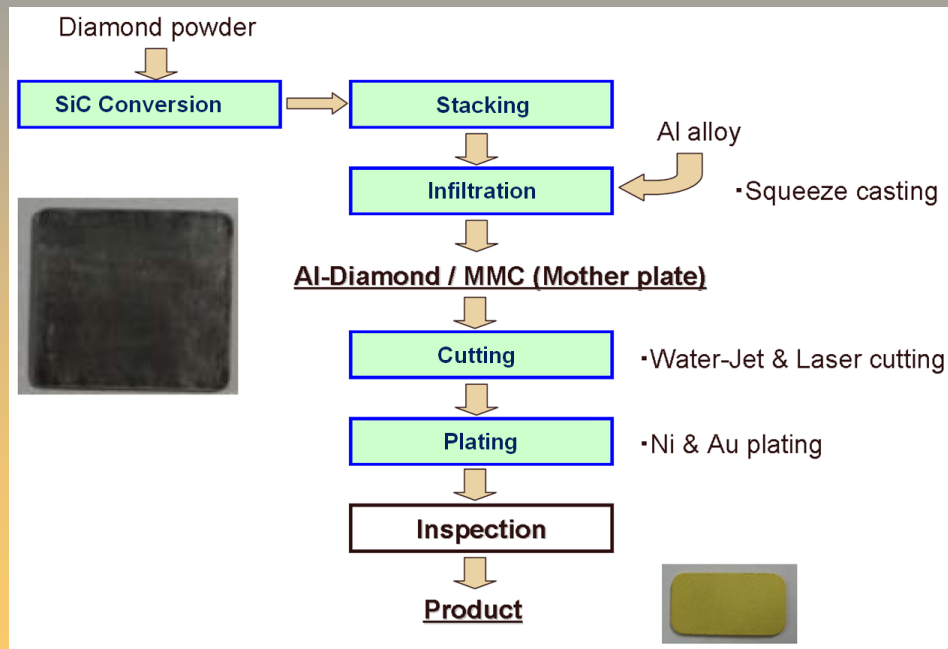 Diamond powder
SiC Conversion
Stacking
Al alloy
Infiltration
・Squeeze casting
Al-Diamond / MMC (Mother plate)
Cutting
・Water-Jet & Laser cutting
Plating
・Ni & Au plating
Inspection
Product